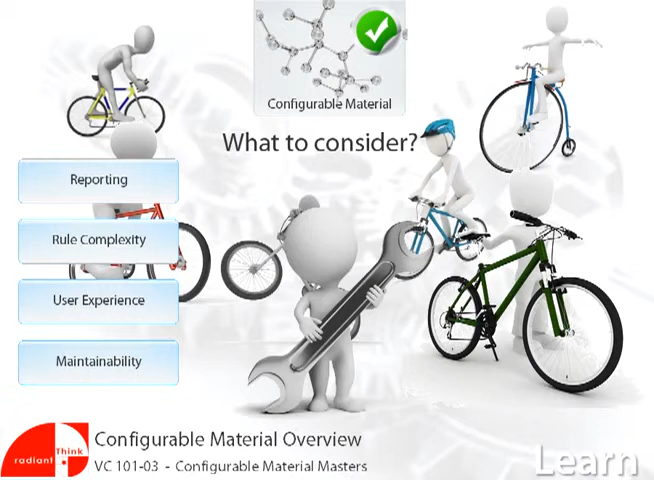 Configurable Material
What to consider?
Reporting
Rule Complexity
User Experience
Maintainability
Think
radiant
Configurable Material Overview
VC 101-03 - Configurable Material Masters
Learn